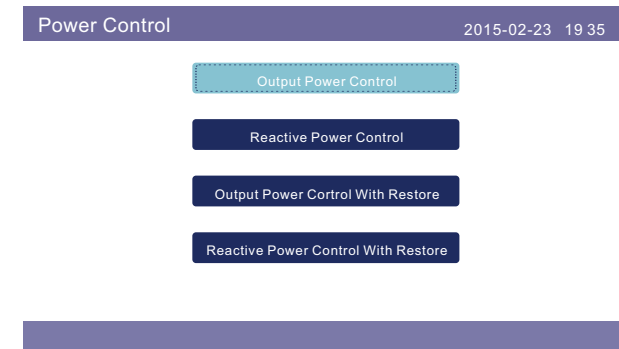 Power Control
2015-02-23 19 35
Output Power Control
Reactive Power Control
Output Power Cortrol With Restore
Reactive Power Control With Restore